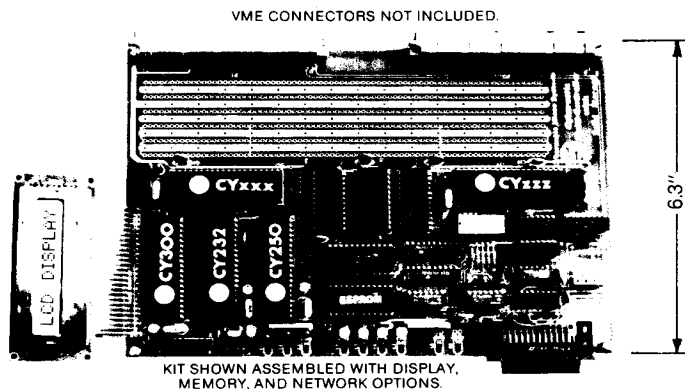 VME CONNECTORS NOT INCLUDED.
CYxxx
CYzzz
6.3"
LCD DISPLAY
CY300
CY232
CY250
KIT SHOWN ASSEMBLED WITH DISPLAY,
MEMORY, AND NETWORK OPTIONS.